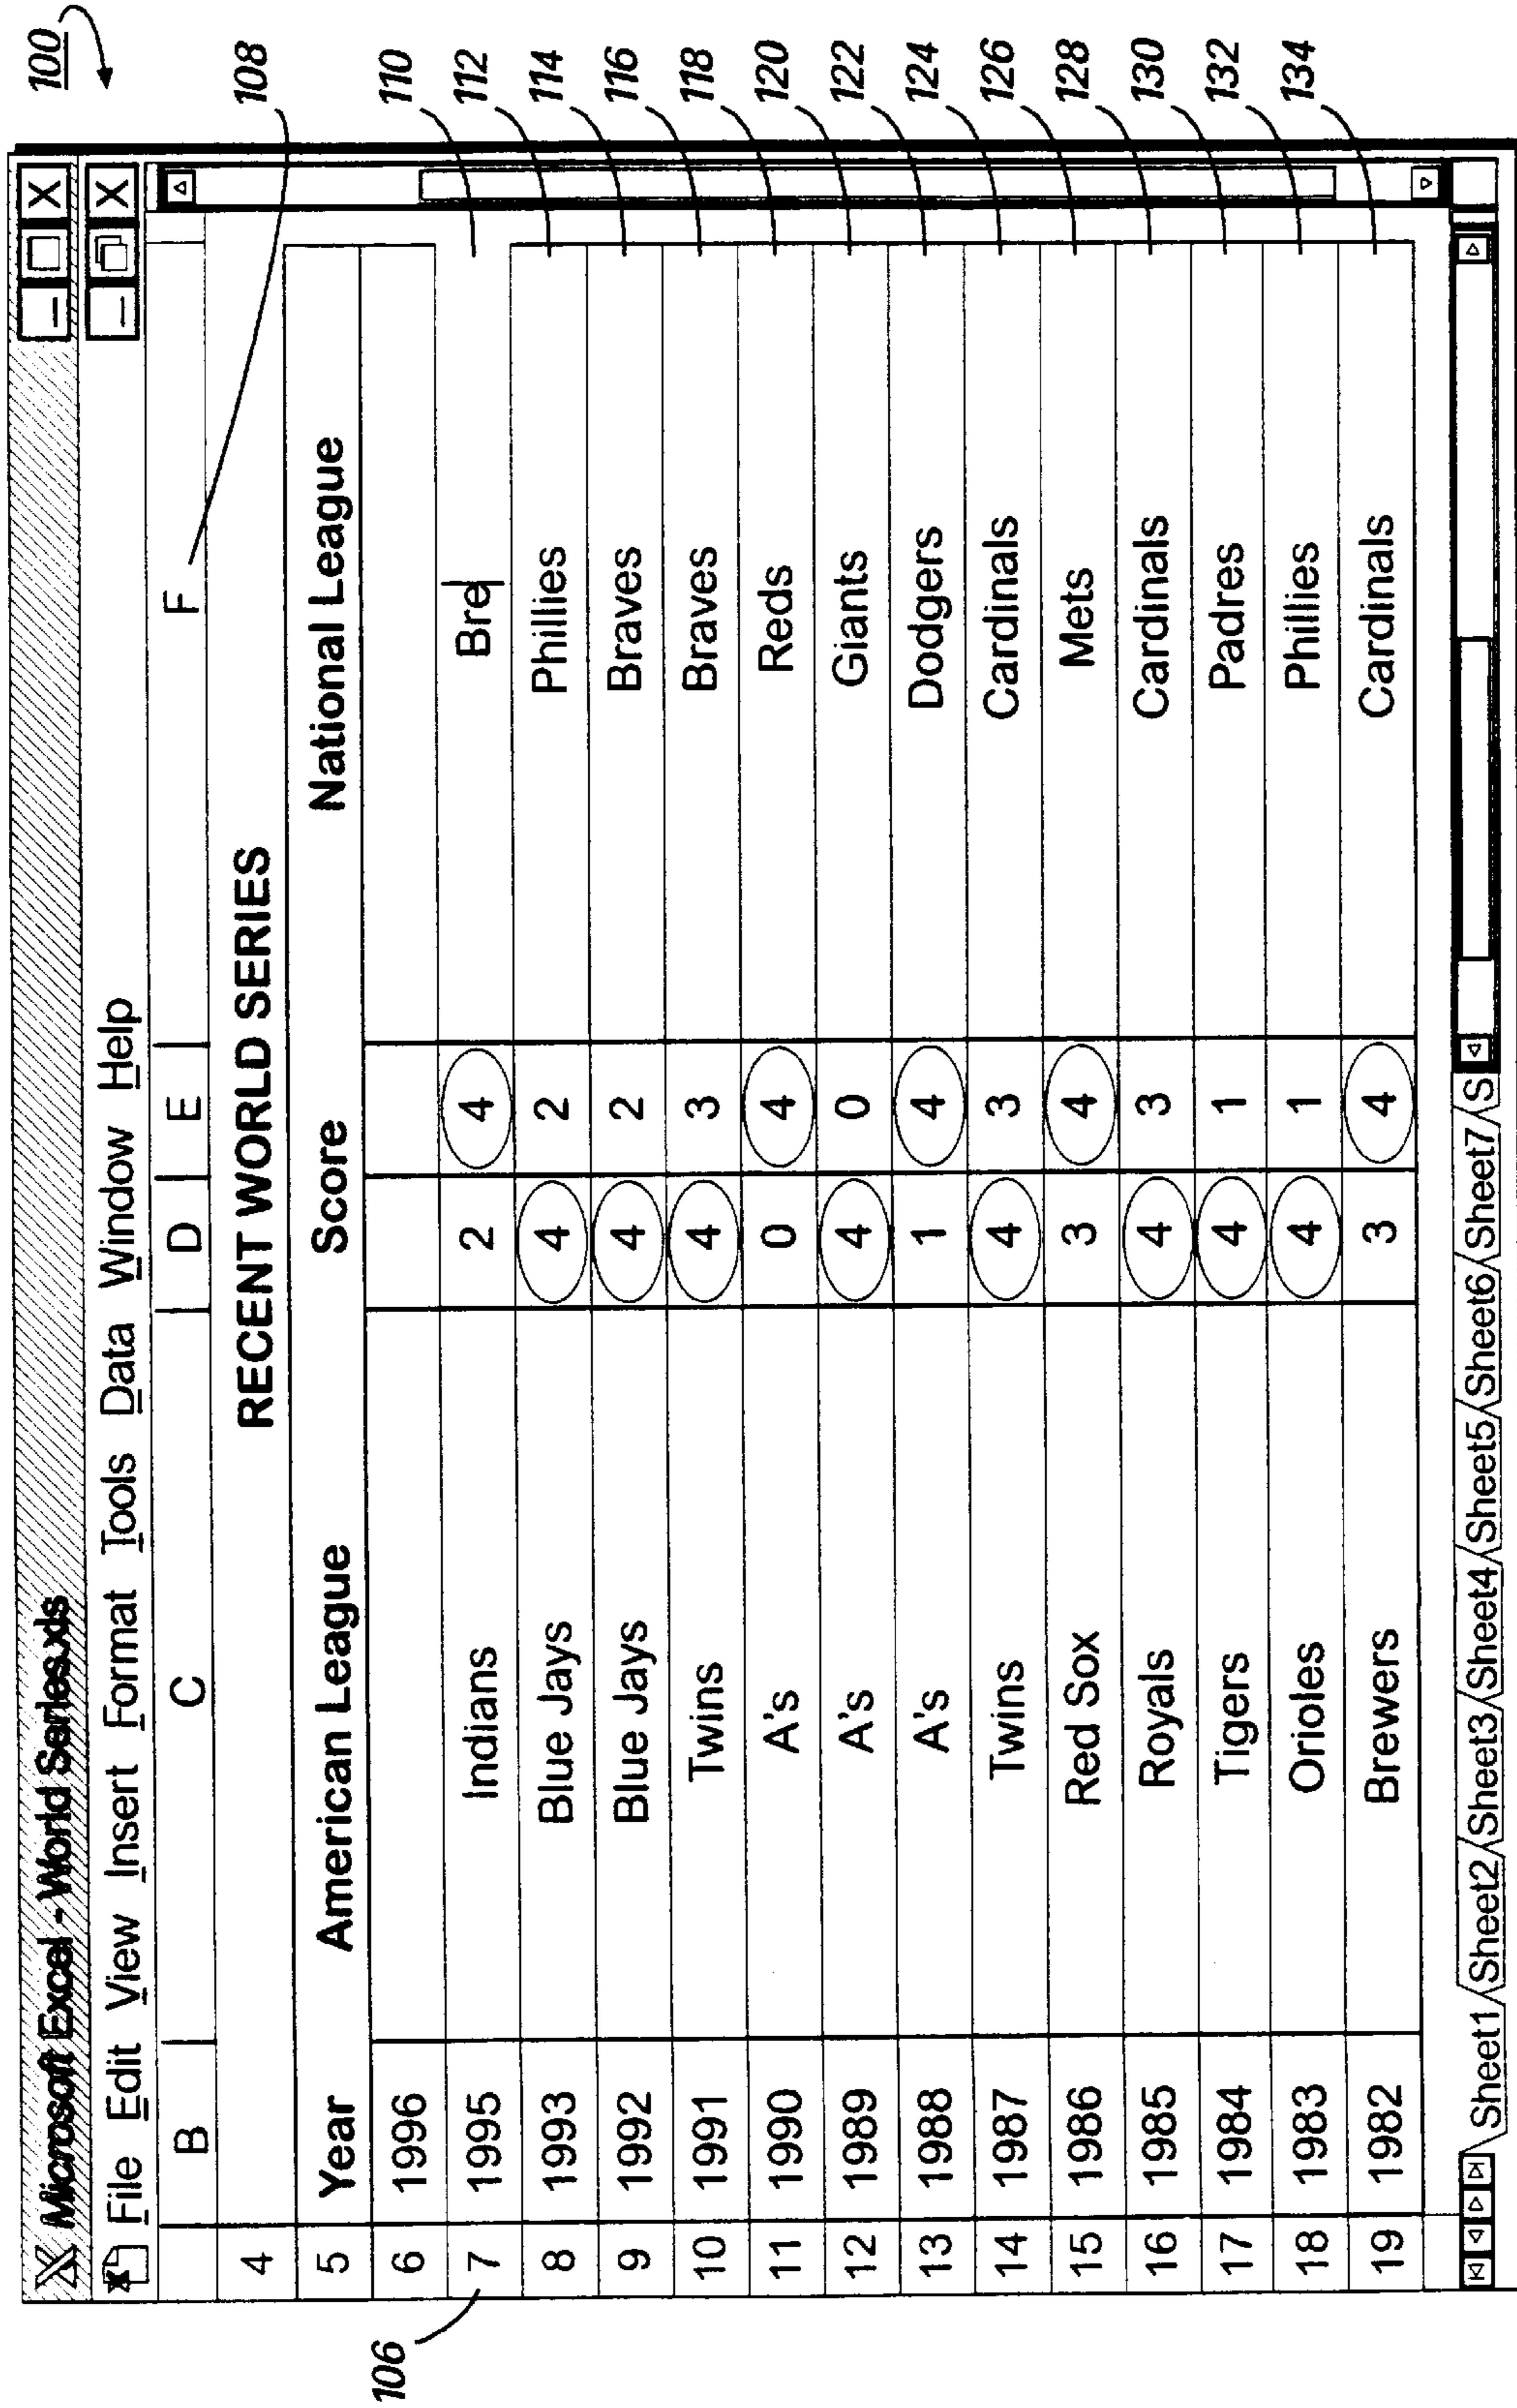 100
Microsoft Excel - World Series.xls
File Edit View Insert Format Tools Data Window Help
B C D E F
108
4 RECENT WORLD SERIES
5 Year American League Score National League
6 1996
106 7 1995 Indians 2 4 Bre 110
8 1993 Blue Jays 4 2 Phillies 112
9 1992 Blue Jays 4 2 Braves 114
10 1991 Twins 4 3 Braves 116
11 1990 A's 0 4 Reds 118
12 1989 A's 4 0 Giants 120
13 1988 A's 1 4 Dodgers 122
14 1987 Twins 4 3 Cardinals 124
15 1986 Red Sox 3 4 Mets 126
16 1985 Royals 4 3 Cardinals 128
17 1984 Tigers 4 1 Padres 130
18 1983 Orioles 4 1 Phillies 132
19 1982 Brewers 3 4 Cardinals 134
Sheet1 Sheet2 Sheet3 Sheet4 Sheet5 Sheet6 Sheet7 S